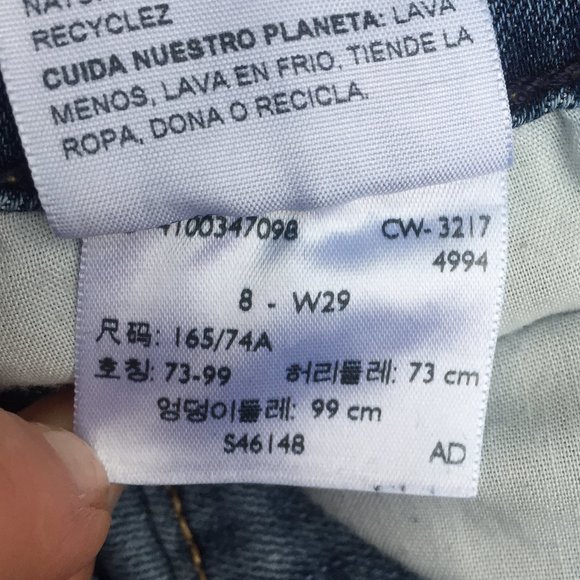 RECYCLEZ
CUIDA NUESTRO PLANETA: LAVA
MENOS, LAVA EN FRIO, TIENDE LA
ROPA, DONA O RECICLA.
4100347098 CW-3217
4994
8 - W29
尺码: 165/74A
호칭: 73-99 허리둘레: 73 cm
엉덩이둘레: 99 cm
S46148 AD